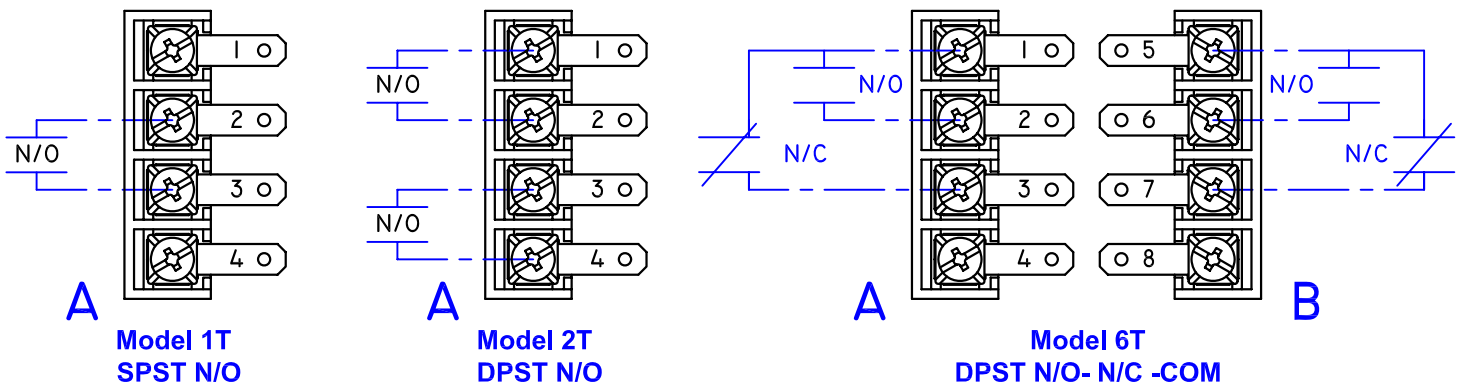 1
2
3
4
N/O
A
Model 1T
SPST N/O
1
2
3
4
N/O
N/O
A
Model 2T
DPST N/O
1
2
3
4
N/O
N/C
A
5
6
7
8
N/O
N/C
B
Model 6T
DPST N/O- N/C -COM